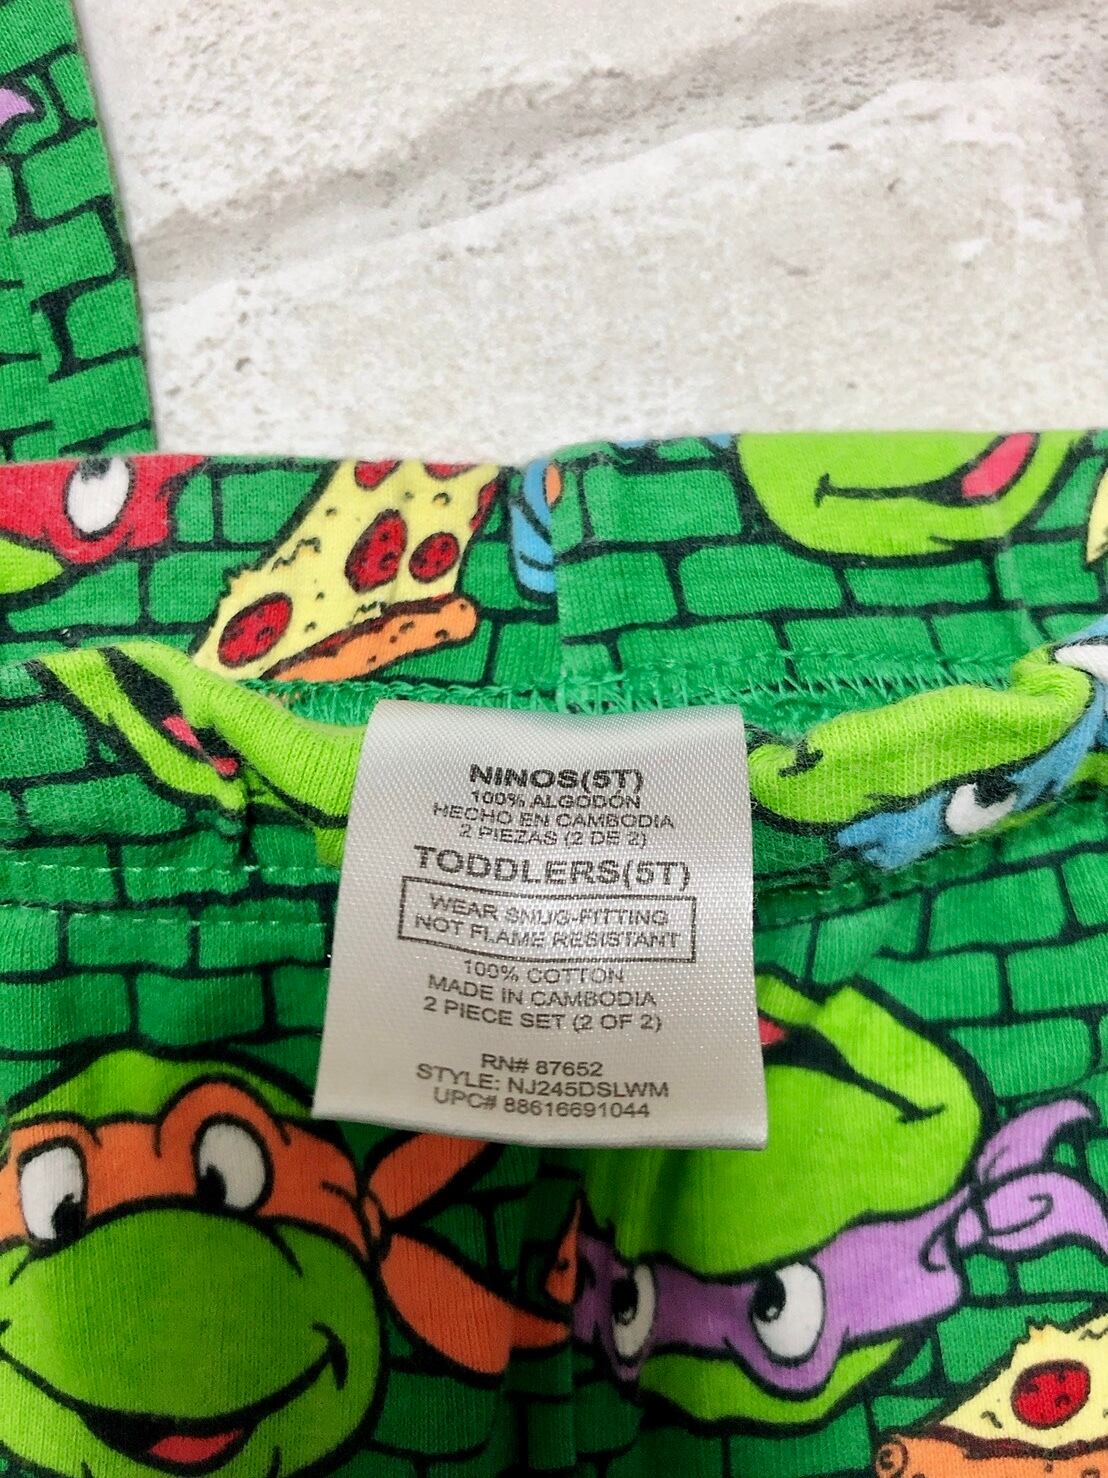 NINOS(5T)
100% ALGODÓN
HECHO EN CAMBODIA
2 PIEZAS (2 DE 2)
TODDLERS(5T)
WEAR SNUG-FITTING
NOT FLAME RESISTANT
100% COTTON
MADE IN CAMBODIA
2 PIECE SET (2 OF 2)
RN# 87652
STYLE: NJ245DSLWM
UPC# 88616691044